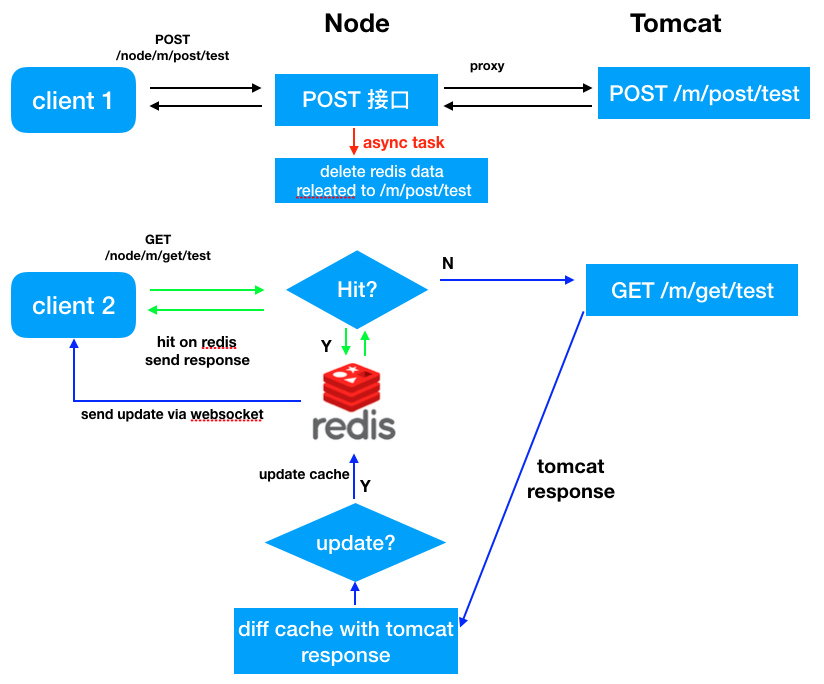 Node
Tomcat
POST
/node/m/post/test
proxy
client 1
POST 接口
POST /m/post/test
async task
delete redis data
releated to /m/post/test
GET
/node/m/get/test
N
client 2
Hit?
GET /m/get/test
hit on redis
send response
Y
send update via websocket
redis
tomcat
response
update cache
Y
update?
diff cache with tomcat
response